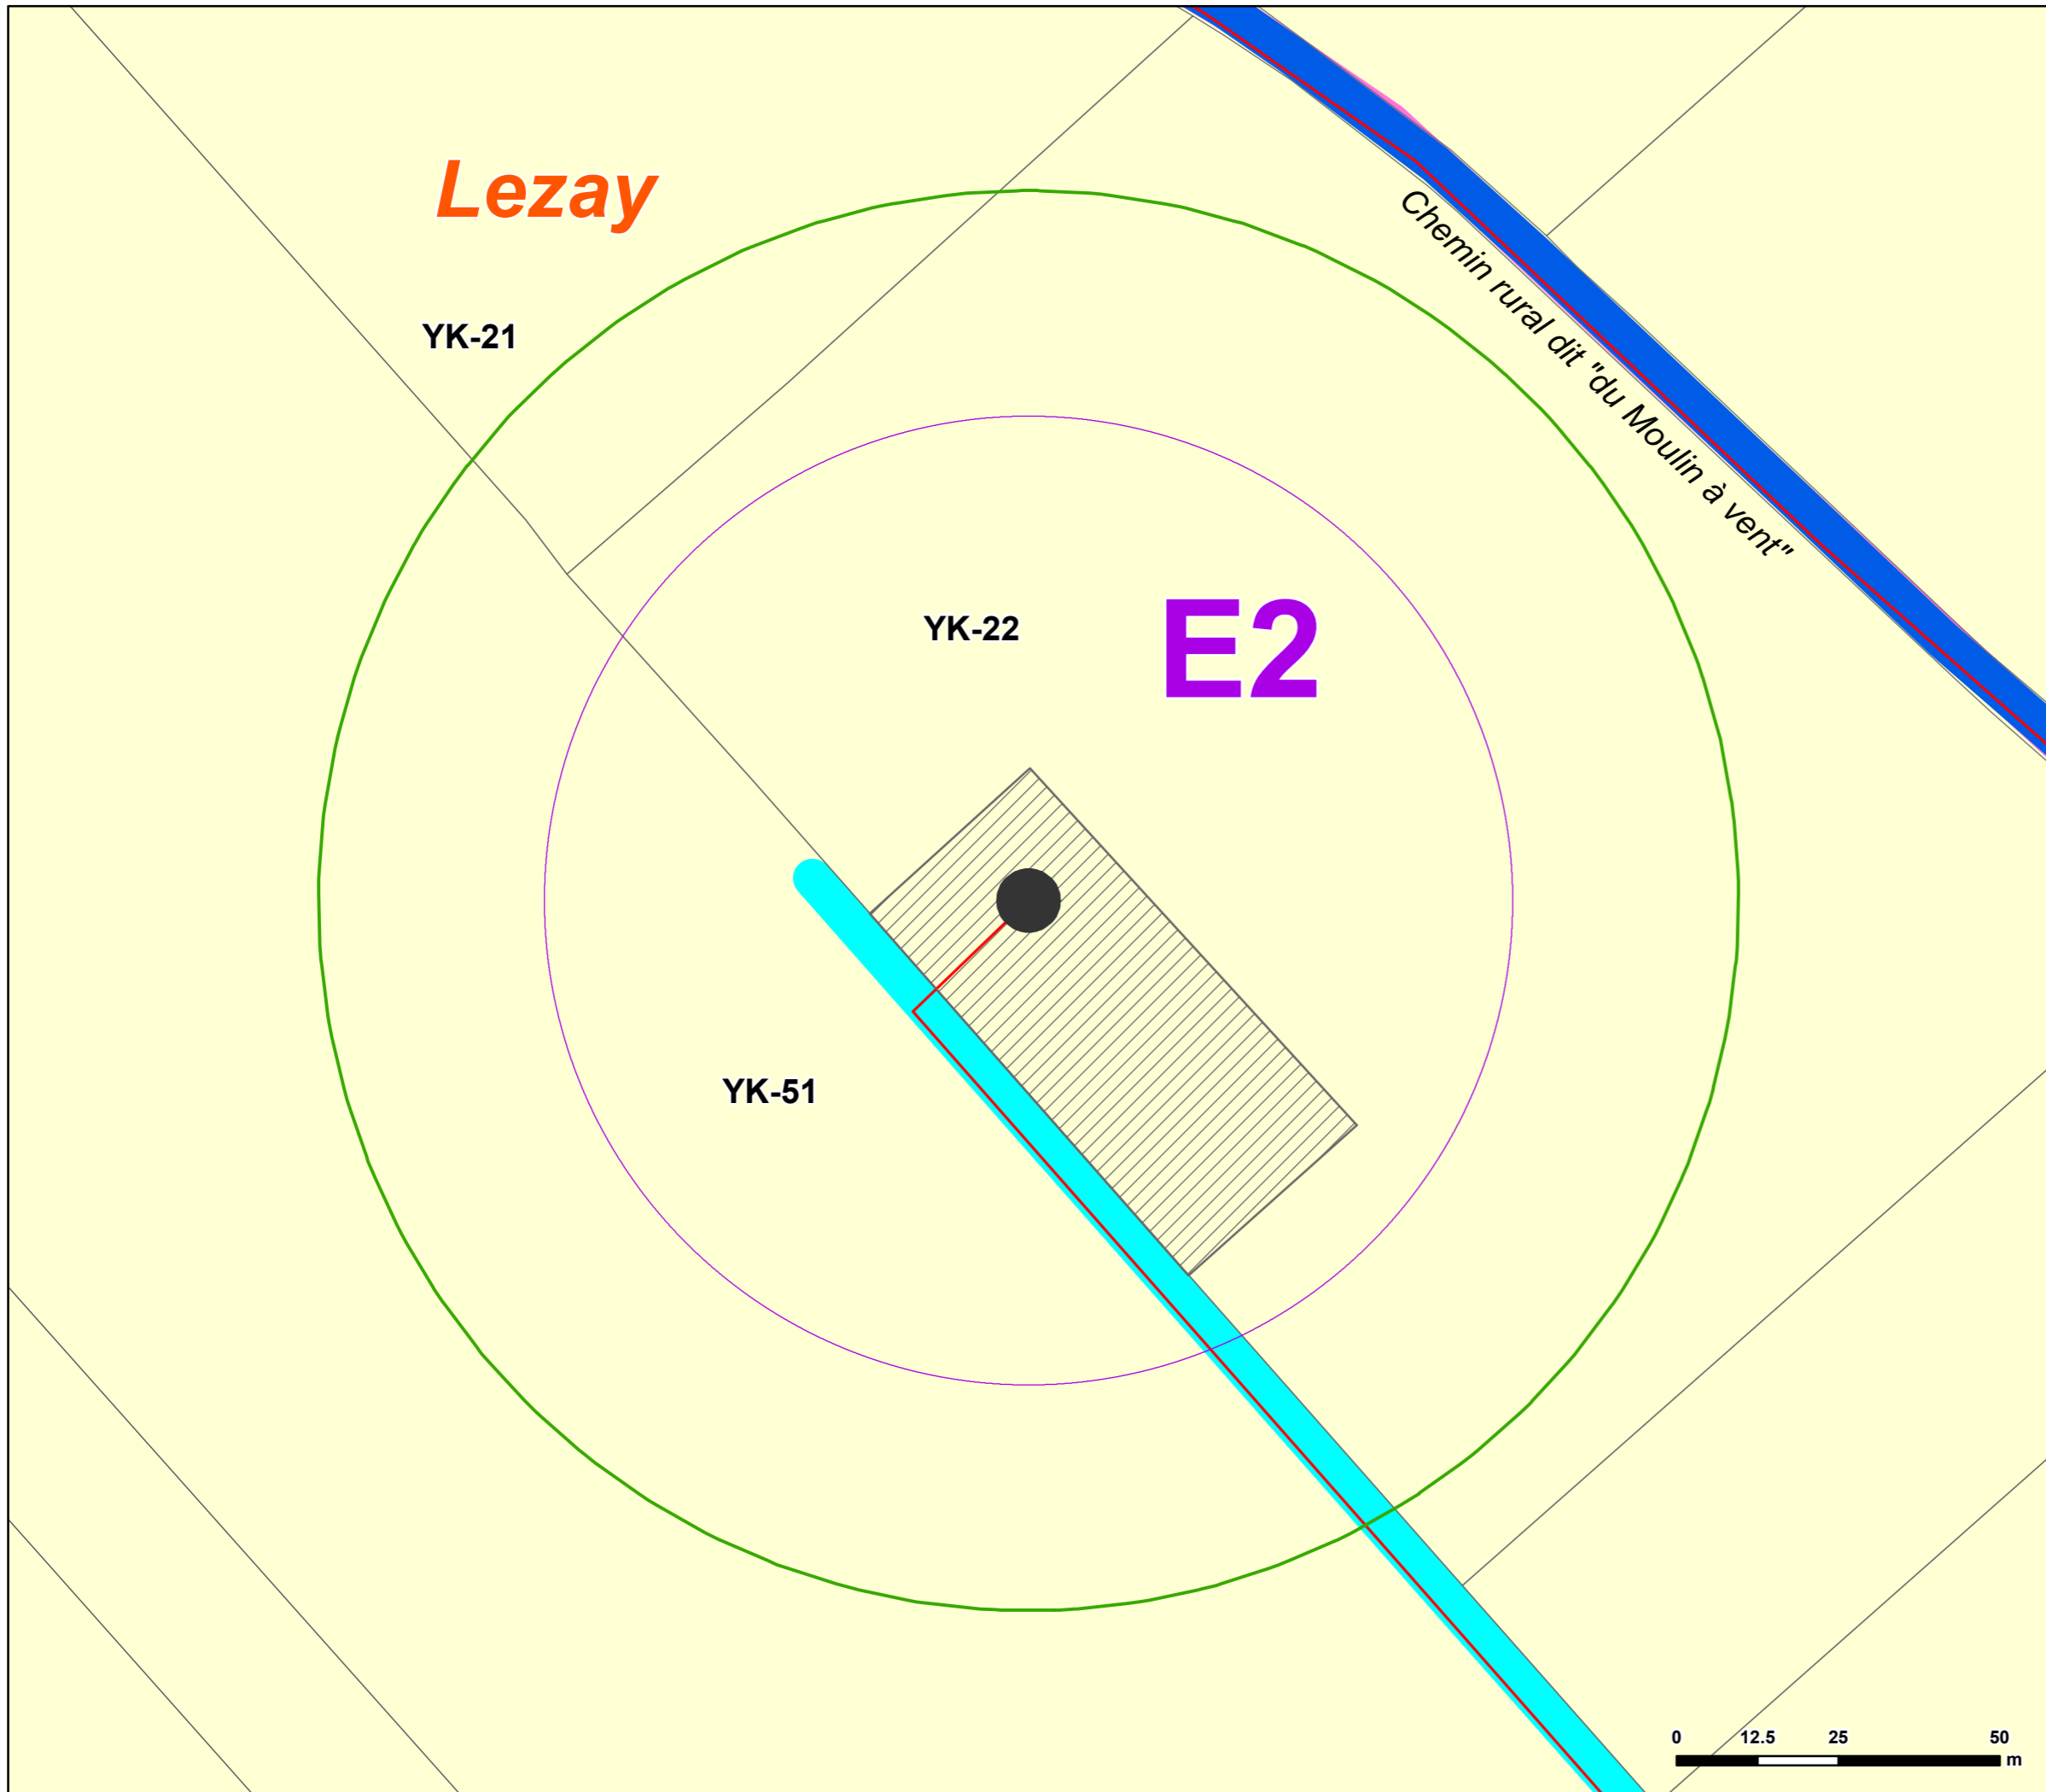 Lezay
YK-21
Chemin rural dit "du Moulin à vent"
YK-22
E2
YK-51
0 12.5 25 50
m